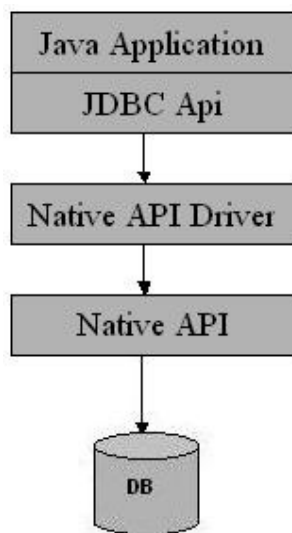 Java Application
JDBC Api
Native API Driver
Native API
DB